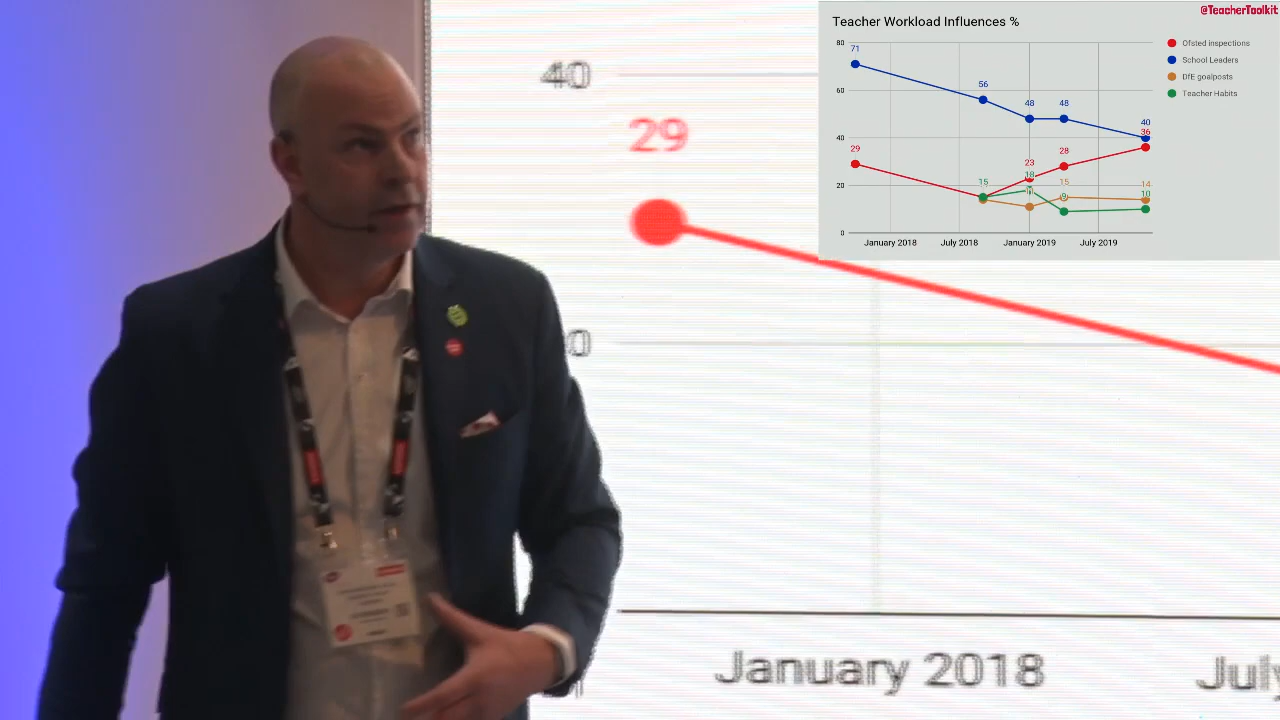 @TeacherToolkit
Teacher Workload Influences %
80
60
40
20
0
71
56
48
48
40
36
29
15
23
18
28
15
9
14
10
January 2018
July 2018
January 2019
July 2019
Ofsted inspections
School Leaders
DfE goalposts
Teacher Habits
40
29
January 2018
July